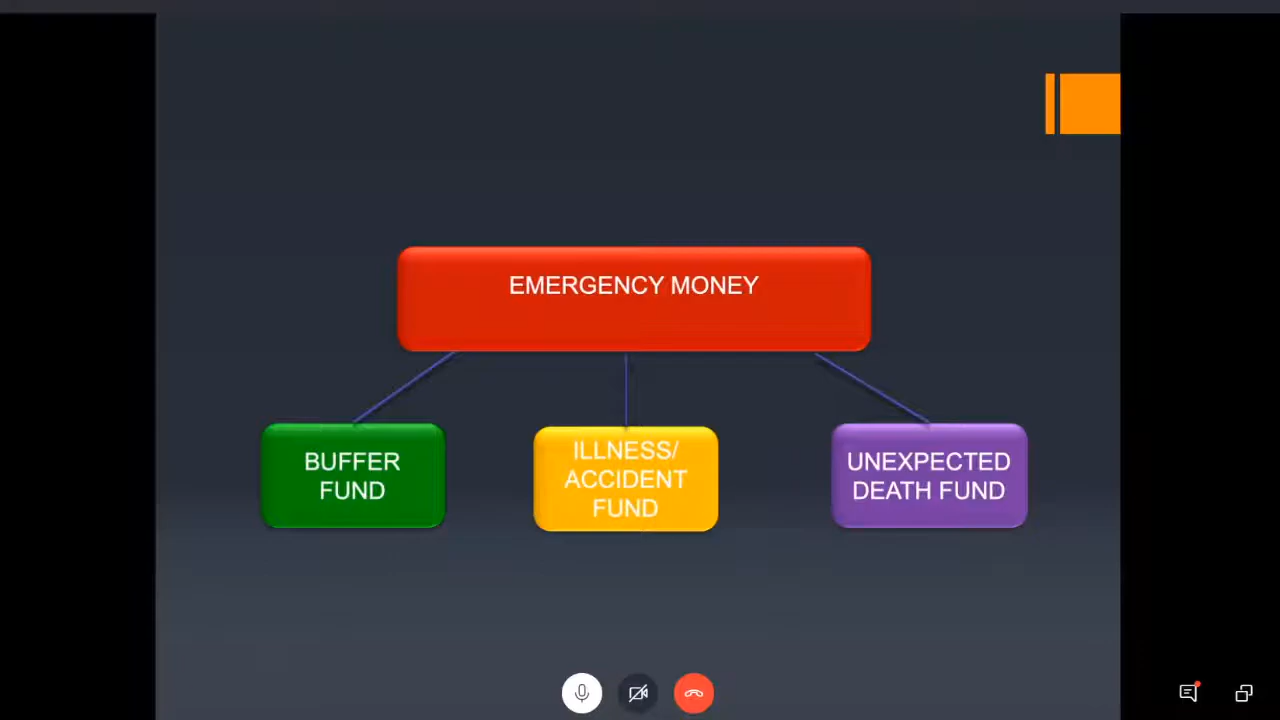 EMERGENCY MONEY
BUFFER
FUND
ILLNESS/
ACCIDENT
FUND
UNEXPECTED
DEATH FUND